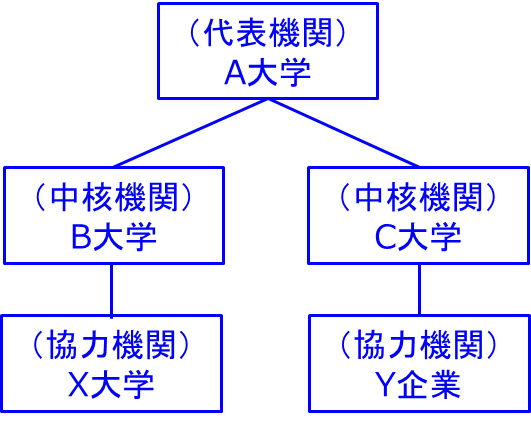 （代表機関）
A大学
（中核機関）
B大学
（中核機関）
C大学
（協力機関）
X大学
（協力機関）
Y企業